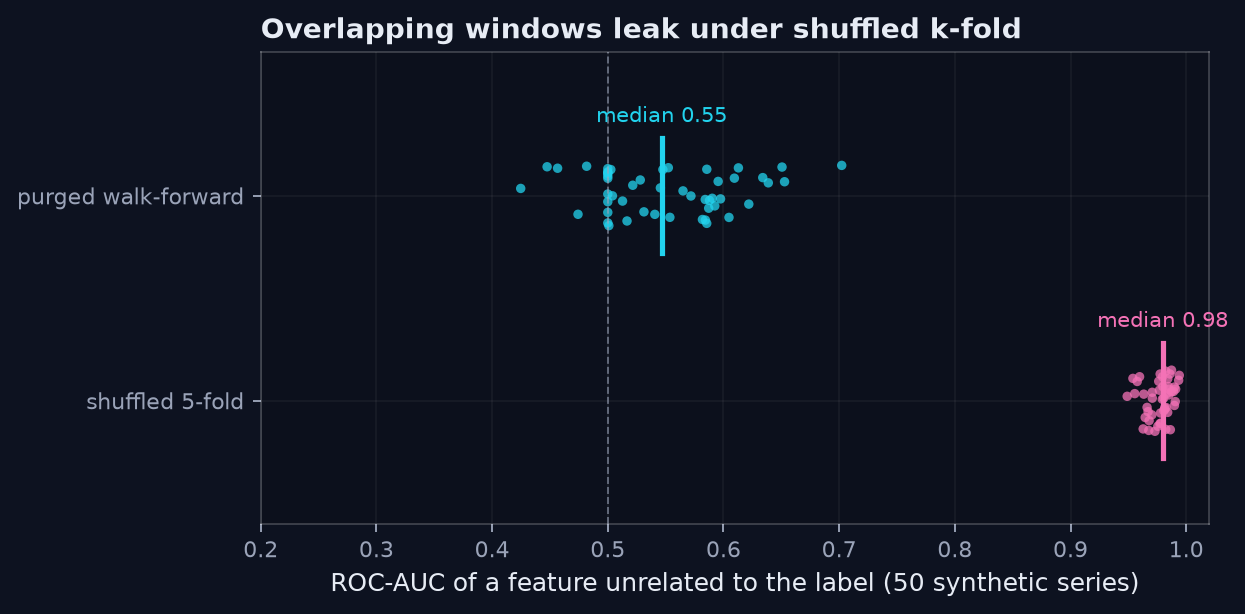 Overlapping windows leak under shuffled k-fold
median 0.55
purged walk-forward
median 0.98
shuffled 5-fold
0.2 0.3 0.4 0.5 0.6 0.7 0.8 0.9 1.0
ROC-AUC of a feature unrelated to the label (50 synthetic series)